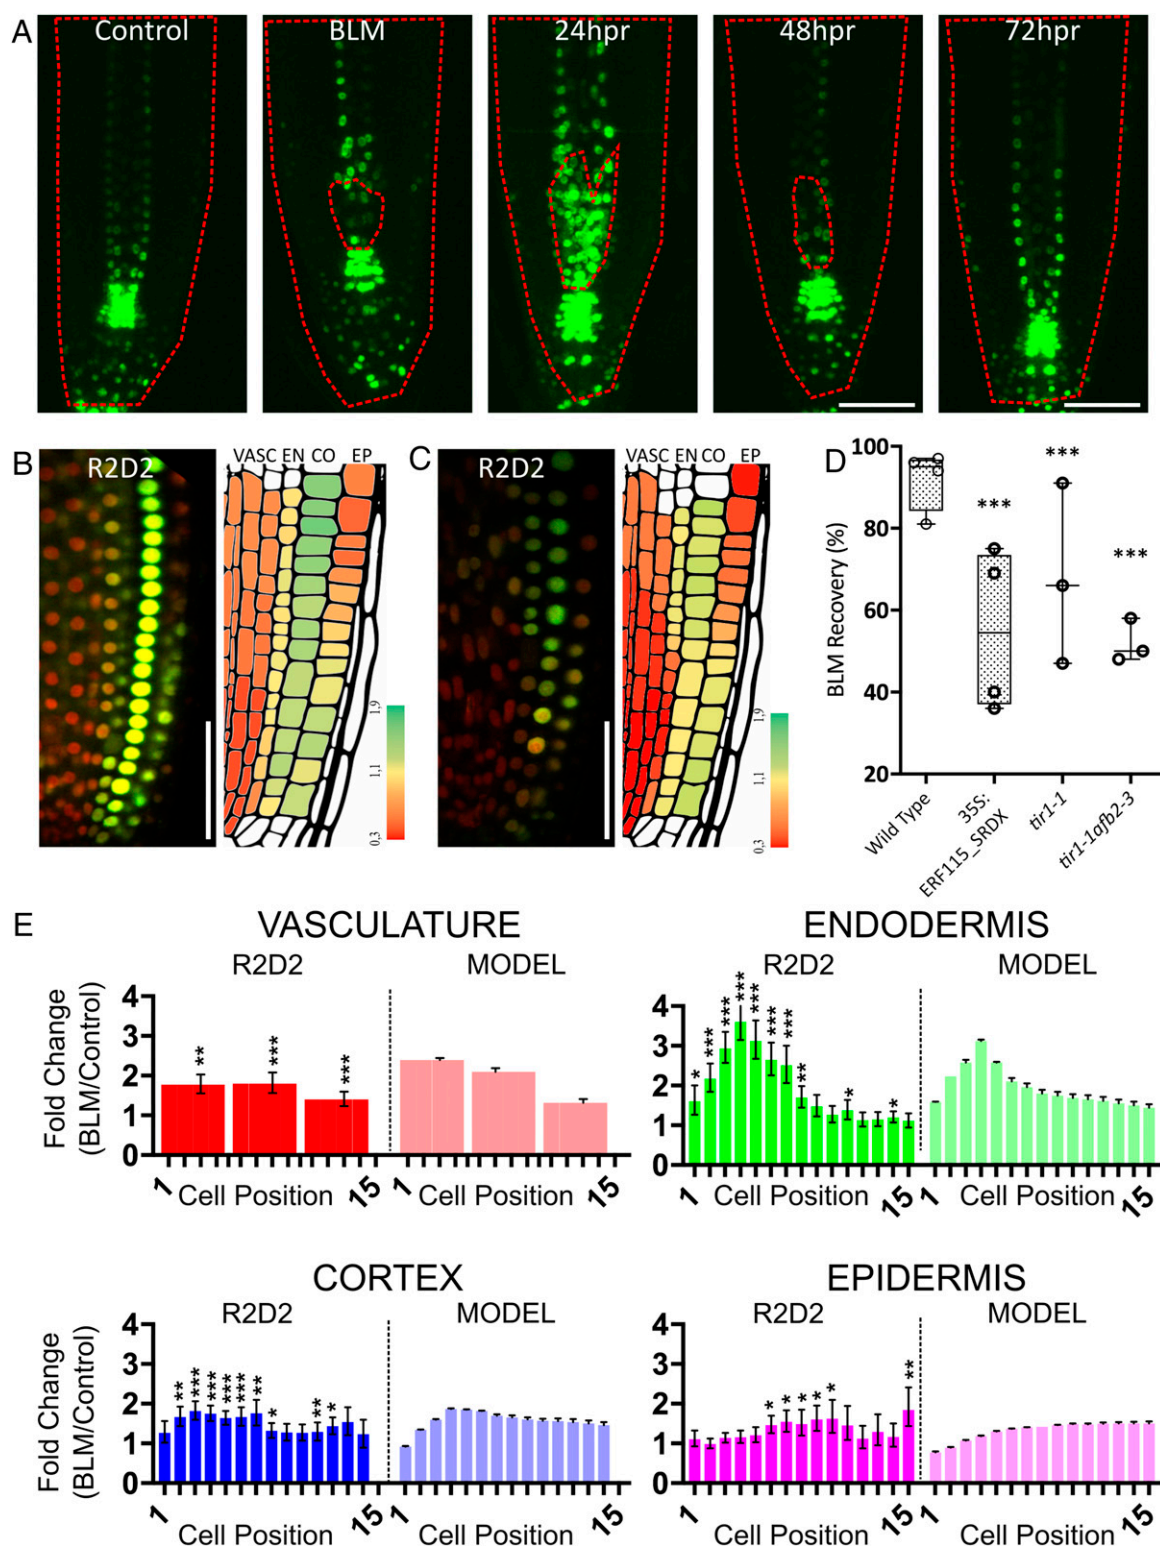 A
Control
BLM
24hpr
48hpr
72hpr
B
R2D2
VASC EN CO EP
1,9
1,1
0,3
C
R2D2
VASC EN CO EP
1,9
1,1
0,3
D
BLM Recovery (%)
100
80
60
40
20
***
***
***
Wild Type
35S:
ERF115_SRDX
tir1-1
tir1-1afb2-3
E
VASCULATURE
R2D2
MODEL
Fold Change
(BLM/Control)
4
3
2
1
0
** *** ***
1 15 1 15
Cell Position Cell Position
ENDODERMIS
R2D2
MODEL
4
3
2
1
0
* *** *** *** *** *** *** ** * *
1 15 1 15
Cell Position Cell Position
CORTEX
R2D2
MODEL
Fold Change
(BLM/Control)
4
3
2
1
0
** *** *** *** *** ** * ** *
1 15 1 15
Cell Position Cell Position
EPIDERMIS
R2D2
MODEL
4
3
2
1
0
* * * * * **
1 15 1 15
Cell Position Cell Position